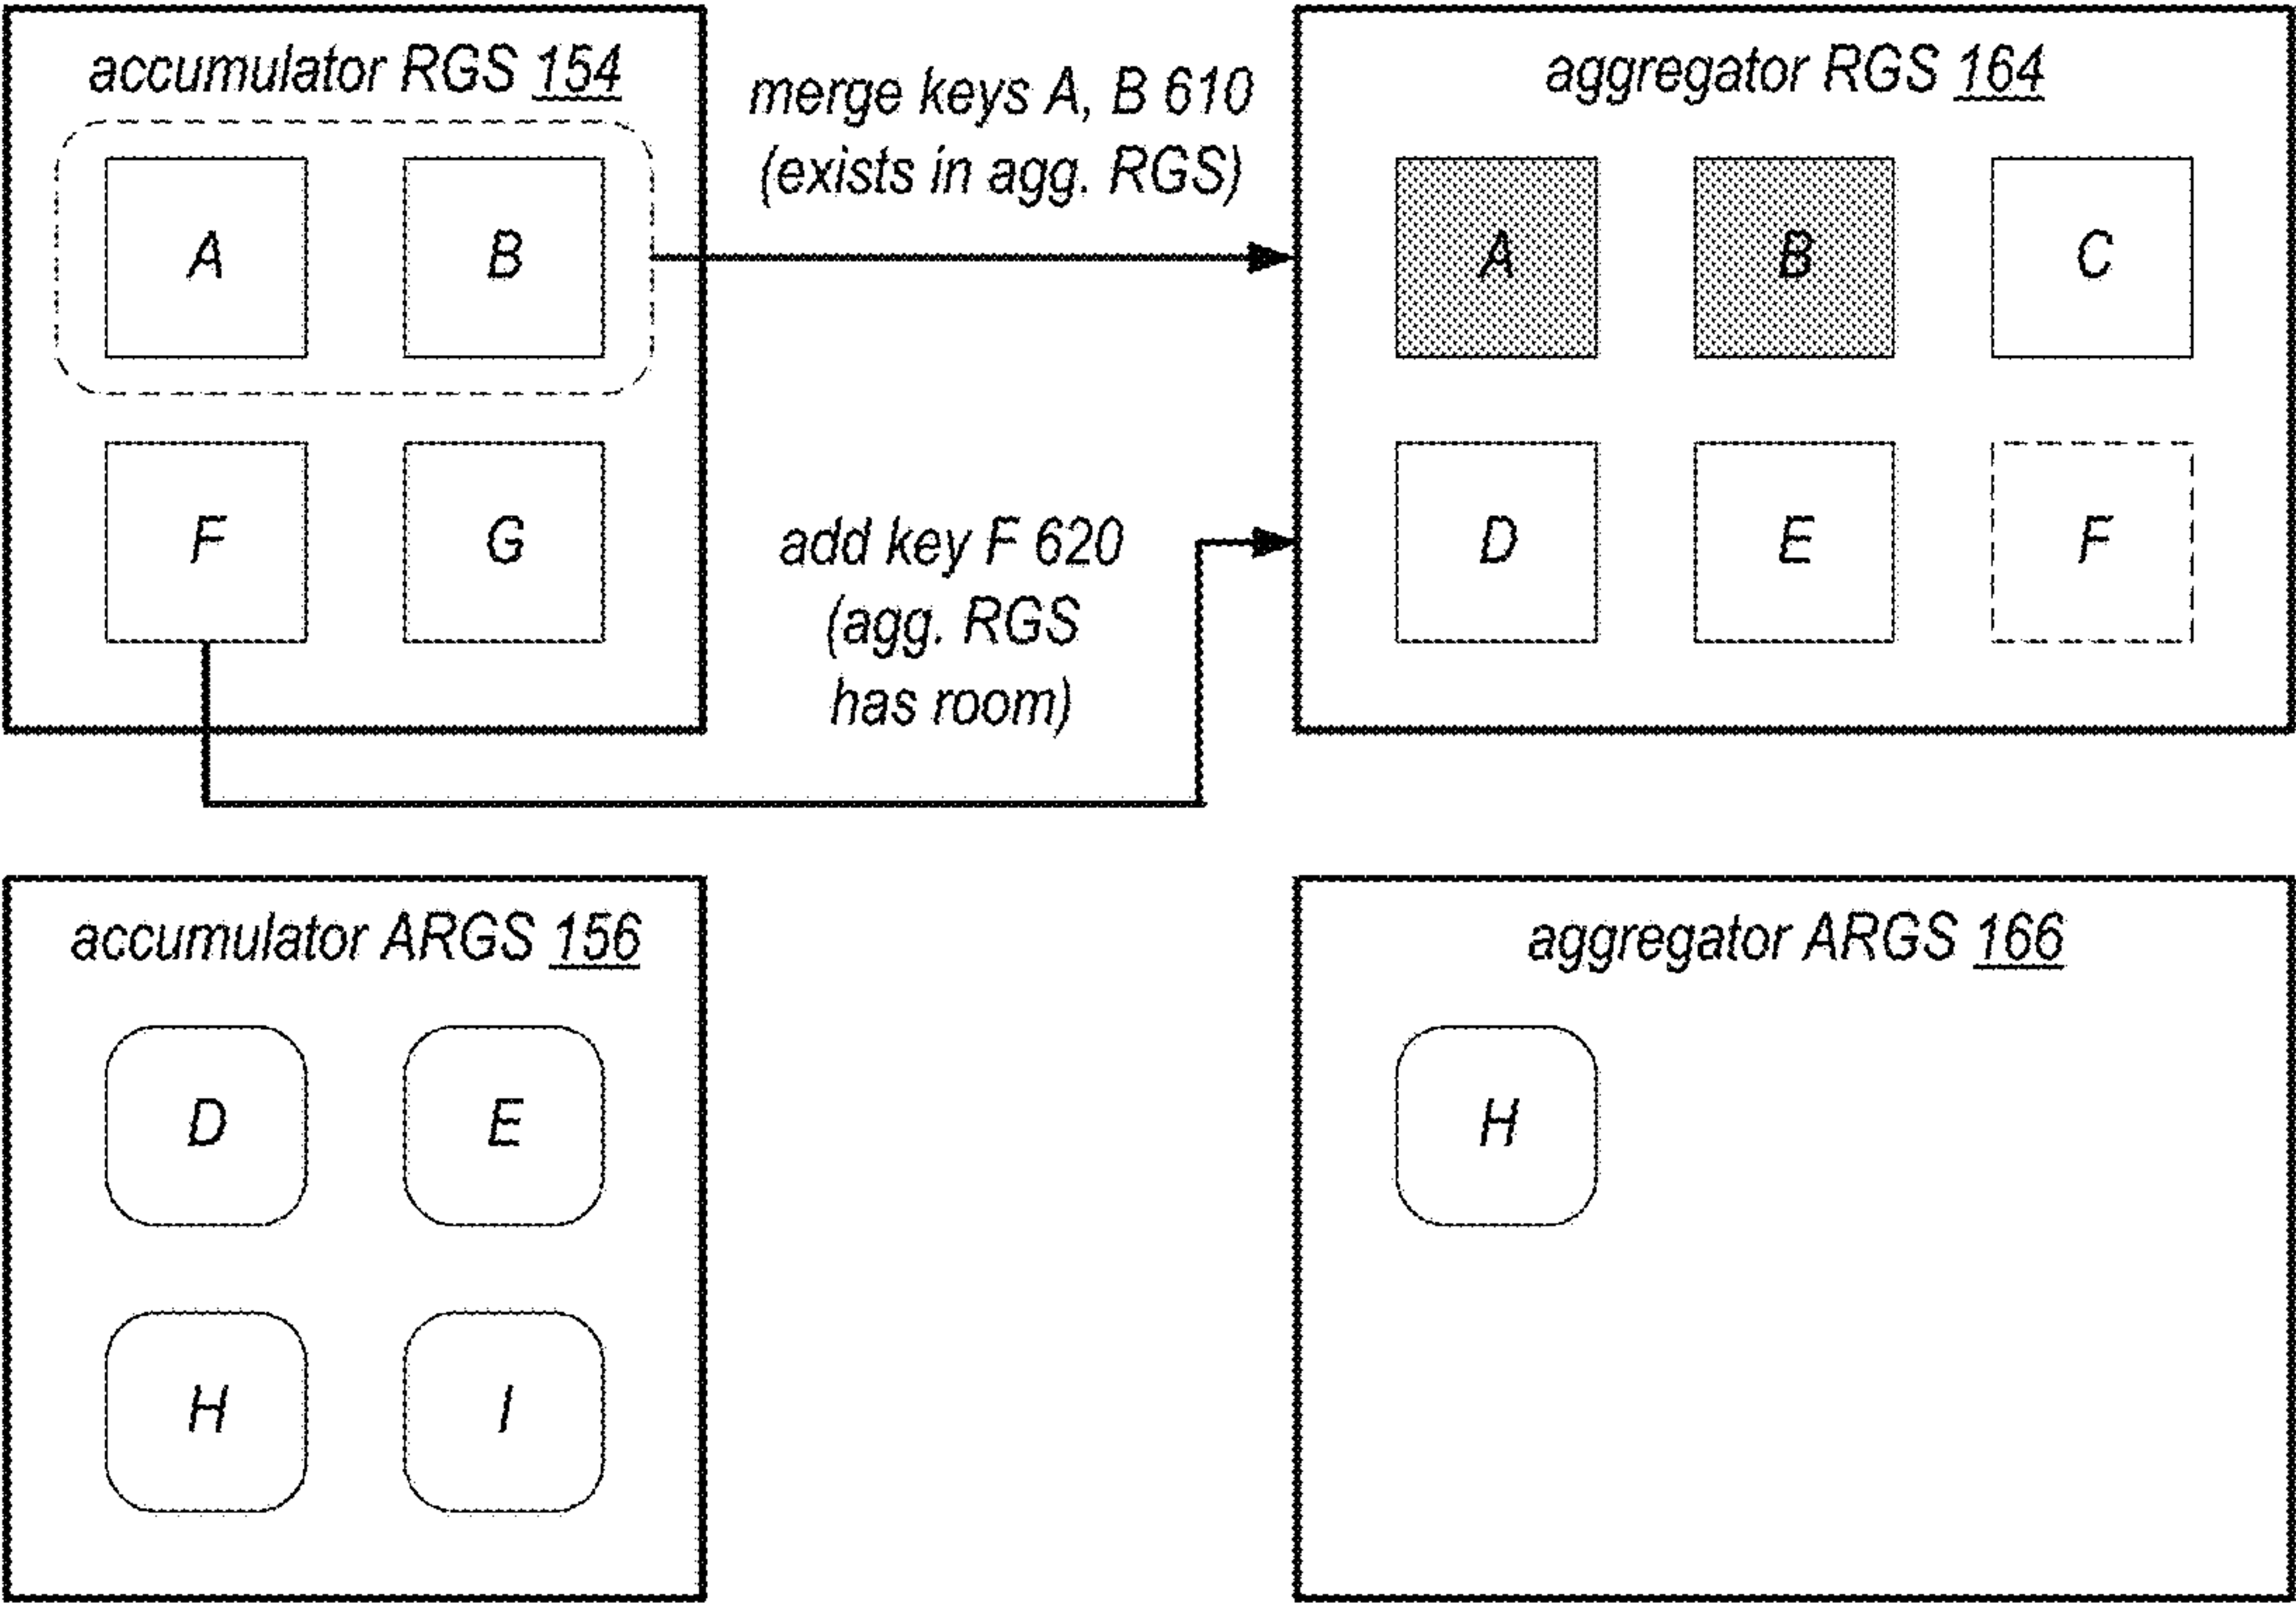 accumulator RGS 154
A B
F G
merge keys A, B 610
(exists in agg. RGS)
add key F 620
(agg. RGS
has room)
aggregator RGS 164
A B C
D E F
accumulator ARGS 156
D E
H I
aggregator ARGS 166
H